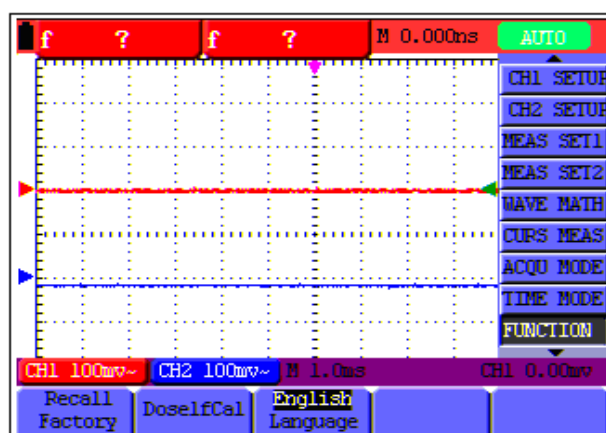 f ? f ? M 0.000ns AUTO
CH1 SETUP
CH2 SETUP
MEAS SET1
MEAS SET2
WAVE MATH
CURS MEAS
ACQU MODE
TIME MODE
FUNCTION
CH1 100mv~ CH2 100mv~ M 1.0ms CH1 0.00mv
Recall Factory
DoselfCal
English Language